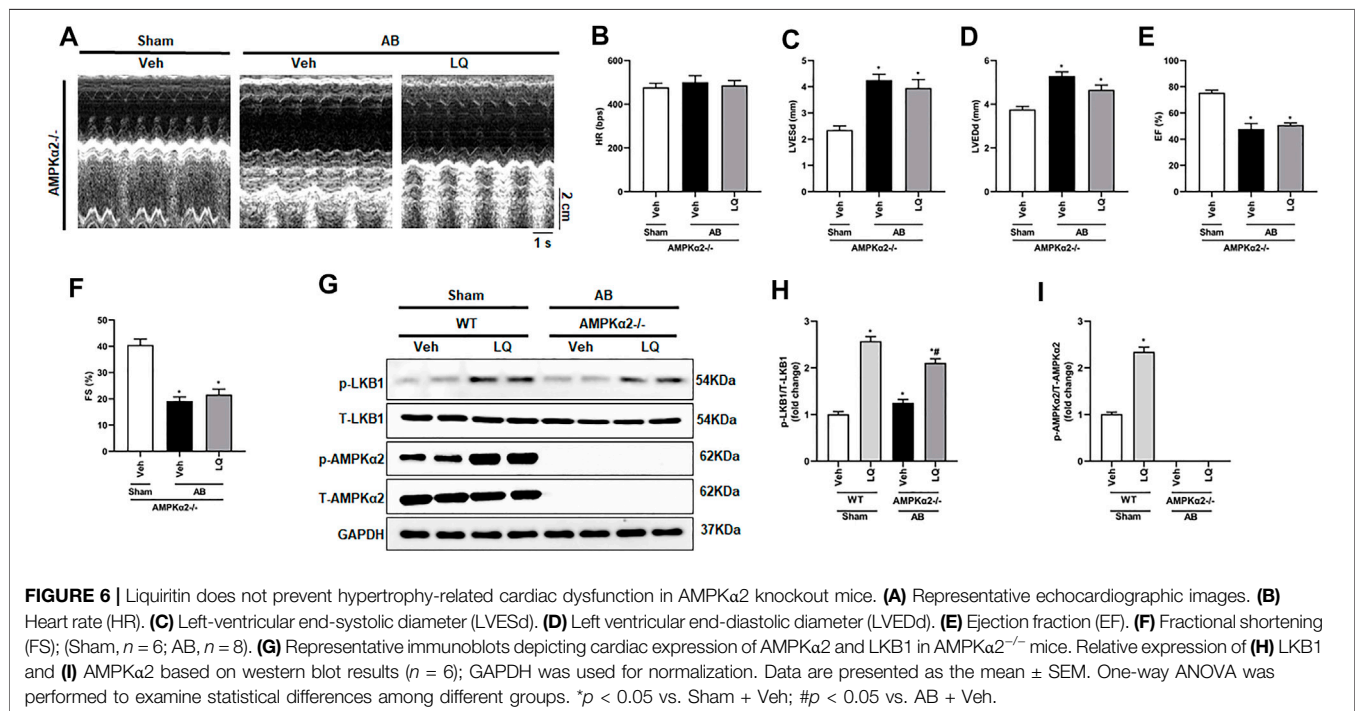 A
Sham
AB
Veh
Veh
LQ
AMPKα2-/-
2 cm
1 s
B
HR (bps)
600
400
200
0
Veh
Veh
LQ
Sham
AB
AMPKα2-/-
C
LVESd (mm)
6
4
2
0
*
*
Veh
Veh
LQ
Sham
AB
AMPKα2-/-
D
LVEDd (mm)
6
4
2
0
*
*
Veh
Veh
LQ
Sham
AB
AMPKα2-/-
E
EF (%)
100
80
60
40
20
0
*
*
Veh
Veh
LQ
Sham
AB
AMPKα2-/-
F
FS (%)
50
40
30
20
10
0
*
*
Veh
Veh
LQ
Sham
AB
AMPKα2-/-
G
Sham
AB
WT
AMPKα2-/-
Veh
LQ
Veh
LQ
p-LKB1
54KDa
T-LKB1
54KDa
p-AMPKα2
62KDa
T-AMPKα2
62KDa
GAPDH
37KDa
H
p-LKB1/T-LKB1
(fold change)
3
2
1
0
*
*
*#
Veh
LQ
Veh
LQ
WT
AMPKα2-/-
Sham
AB
I
p-AMPKα2/T-AMPKα2
(fold change)
3
2
1
0
*
Veh
LQ
Veh
LQ
WT
AMPKα2-/-
Sham
AB
FIGURE 6 | Liquiritin does not prevent hypertrophy-related cardiac dysfunction in AMPKα2 knockout mice. (A) Representative echocardiographic images. (B)
Heart rate (HR). (C) Left-ventricular end-systolic diameter (LVESd). (D) Left ventricular end-diastolic diameter (LVEDd). (E) Ejection fraction (EF). (F) Fractional shortening
(FS); (Sham, n = 6; AB, n = 8). (G) Representative immunoblots depicting cardiac expression of AMPKα2 and LKB1 in AMPKα2−/− mice. Relative expression of (H) LKB1
and (I) AMPKα2 based on western blot results (n = 6); GAPDH was used for normalization. Data are presented as the mean ± SEM. One-way ANOVA was
performed to examine statistical differences among different groups. *p < 0.05 vs. Sham + Veh; #p < 0.05 vs. AB + Veh.